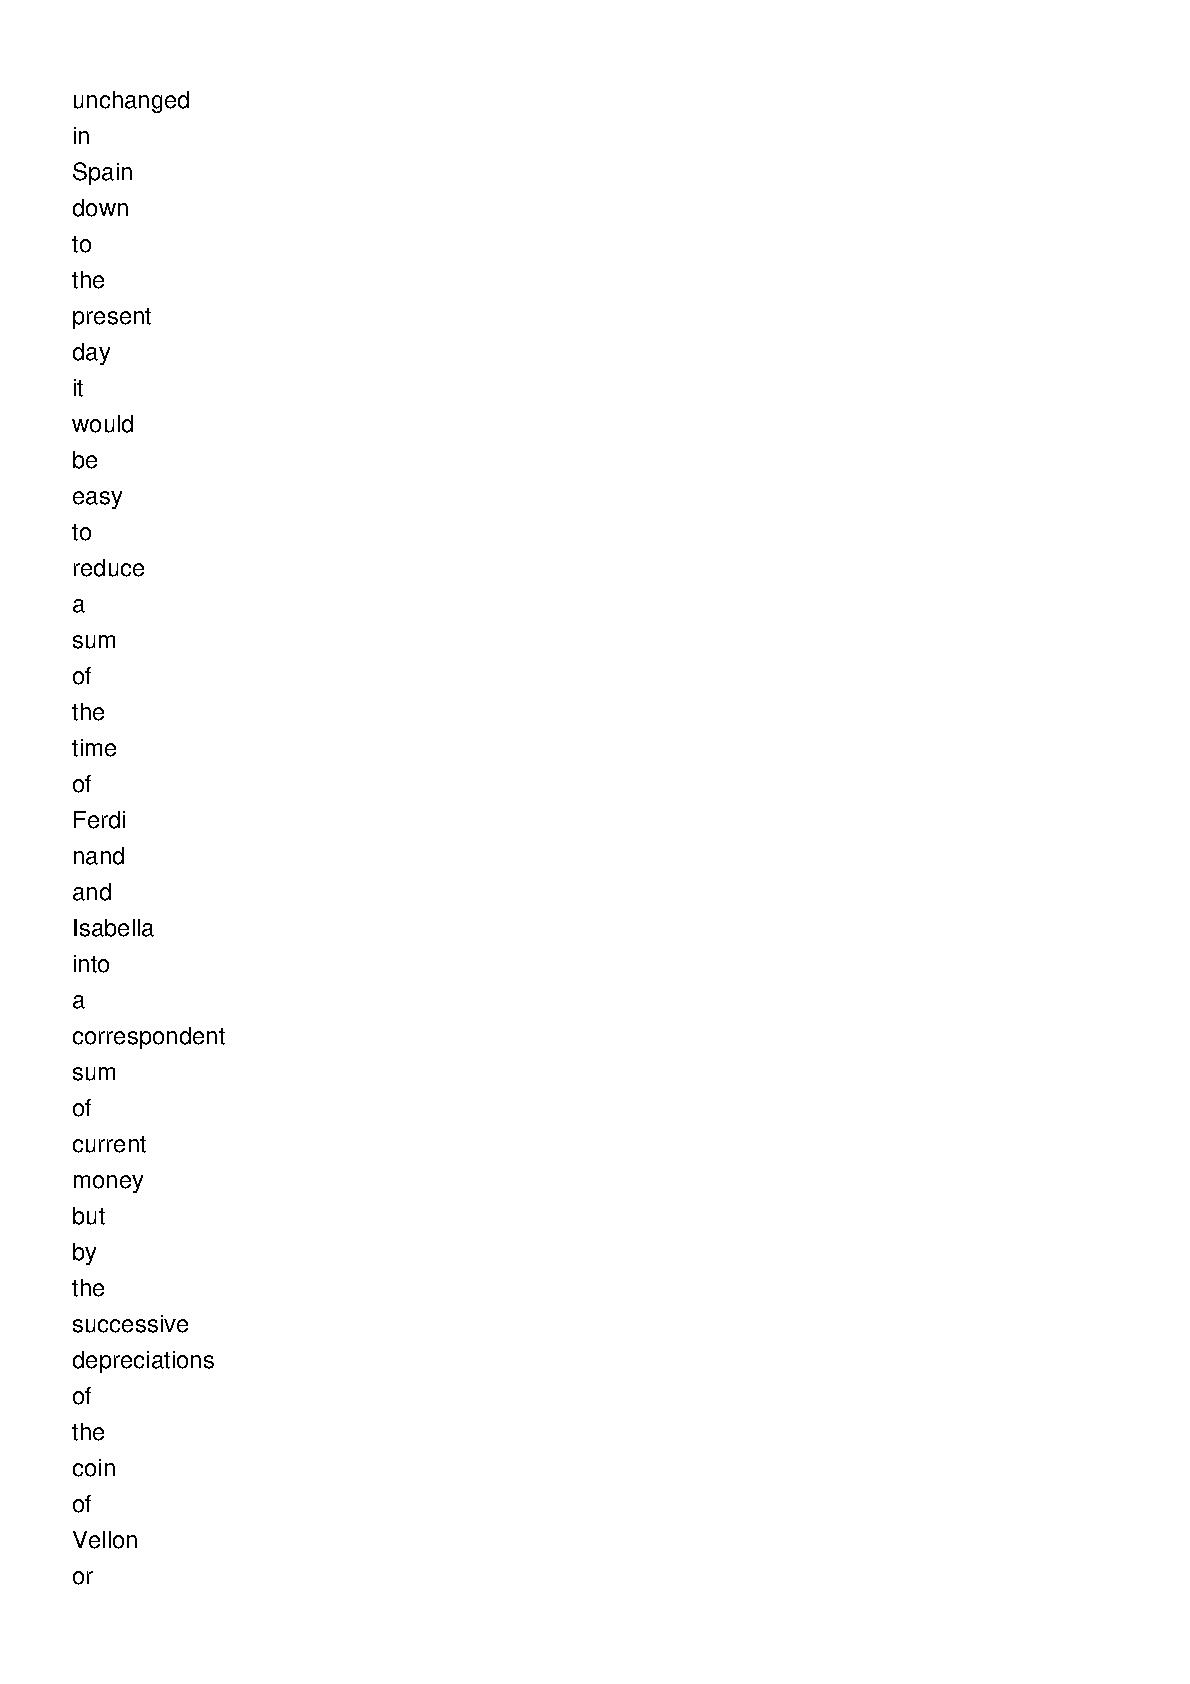 unchanged
in
Spain
down
to
the
present
day
it
would
be
easy
to
reduce
a
sum
of
the
time
of
Ferdi
nand
and
Isabella
into
a
correspondent
sum
of
current
money
but
by
the
successive
depreciations
of
the
coin
of
Vellon
or